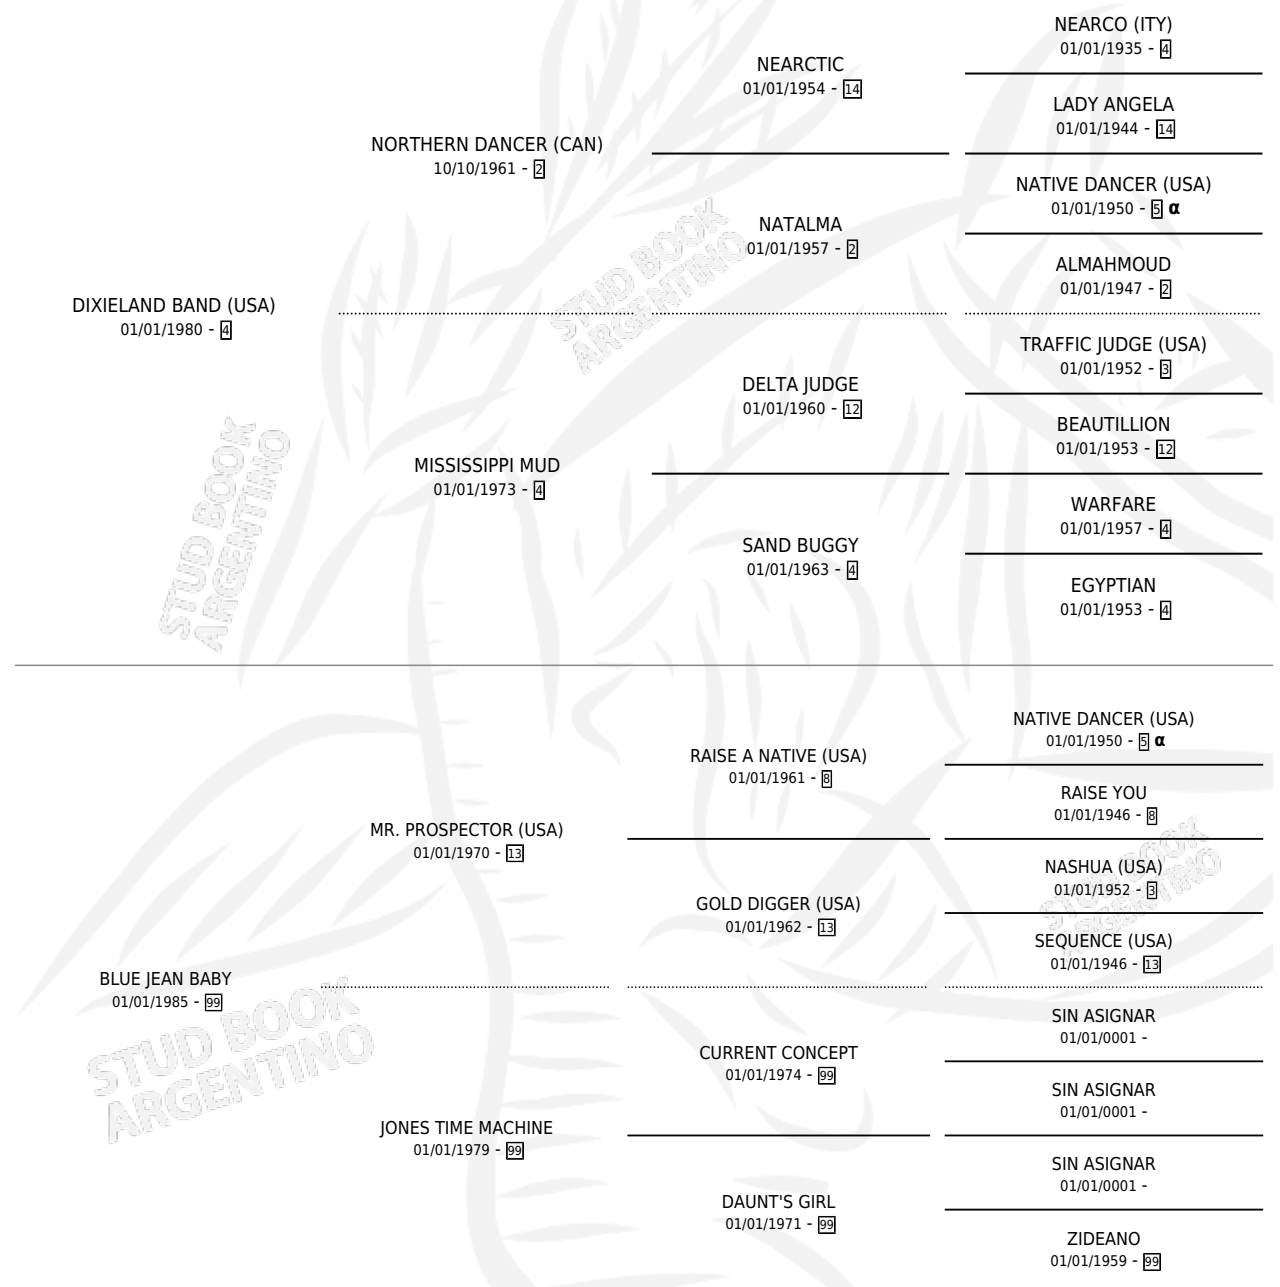 NEARCO (ITY)
01/01/1935 - 4
NEARCTIC
01/01/1954 - 14
LADY ANGELA
01/01/1944 - 14
NORTHERN DANCER (CAN)
10/10/1961 - 2
NATIVE DANCER (USA)
01/01/1950 - 5 α
NATALMA
01/01/1957 - 2
ALMAHMOUD
01/01/1947 - 2
DIXIELAND BAND (USA)
01/01/1980 - 4
STUD BOOK
ARGENTINO
TRAFFIC JUDGE (USA)
01/01/1952 - 3
DELTA JUDGE
01/01/1960 - 12
BEAUTILLION
01/01/1953 - 12
MISSISSIPPI MUD
01/01/1973 - 4
WARFARE
01/01/1957 - 4
SAND BUGGY
01/01/1963 - 4
EGYPTIAN
01/01/1953 - 4
STUD BOOK
ARGENTINO
NATIVE DANCER (USA)
01/01/1950 - 5 α
RAISE A NATIVE (USA)
01/01/1961 - 8
RAISE YOU
01/01/1946 - 8
MR. PROSPECTOR (USA)
01/01/1970 - 13
NASHUA (USA)
01/01/1952 - 3
GOLD DIGGER (USA)
01/01/1962 - 13
SEQUENCE (USA)
01/01/1946 - 13
STUD BOOK
ARGENTINO
BLUE JEAN BABY
01/01/1985 - 99
STUD BOOK
ARGENTINO
SIN ASIGNAR
01/01/0001 -
CURRENT CONCEPT
01/01/1974 - 99
SIN ASIGNAR
01/01/0001 -
JONES TIME MACHINE
01/01/1979 - 99
SIN ASIGNAR
01/01/0001 -
DAUNT'S GIRL
01/01/1971 - 99
ZIDEANO
01/01/1959 - 99